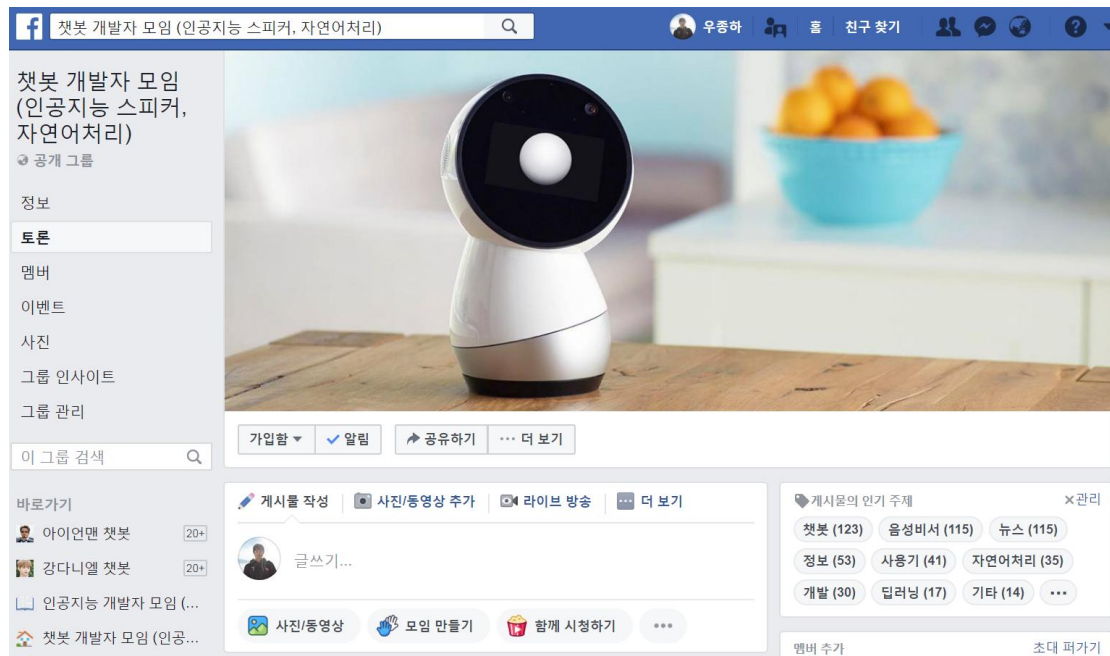 f
챗봇 개발자 모임 (인공지능 스피커, 자연어처리)
우종하
홈
친구 찾기
?
챗봇 개발자 모임
(인공지능 스피커,
자연어처리)
공개 그룹
정보
토론
멤버
이벤트
사진
그룹 인사이트
그룹 관리
이 그룹 검색
바로가기
아이언맨 챗봇 20+
강다니엘 챗봇 20+
인공지능 개발자 모임 (...
챗봇 개발자 모임 (인공...
가입함 알림 공유하기 ··· 더 보기
게시물 작성 사진/동영상 추가 라이브 방송 더 보기
글쓰기...
사진/동영상 모임 만들기 함께 시청하기 ···
게시물의 인기 주제 ×관리
챗봇 (123) 음성비서 (115) 뉴스 (115)
정보 (53) 사용기 (41) 자연어처리 (35)
개발 (30) 딥러닝 (17) 기타 (14) ···
멤버 추가 초대 퍼가기